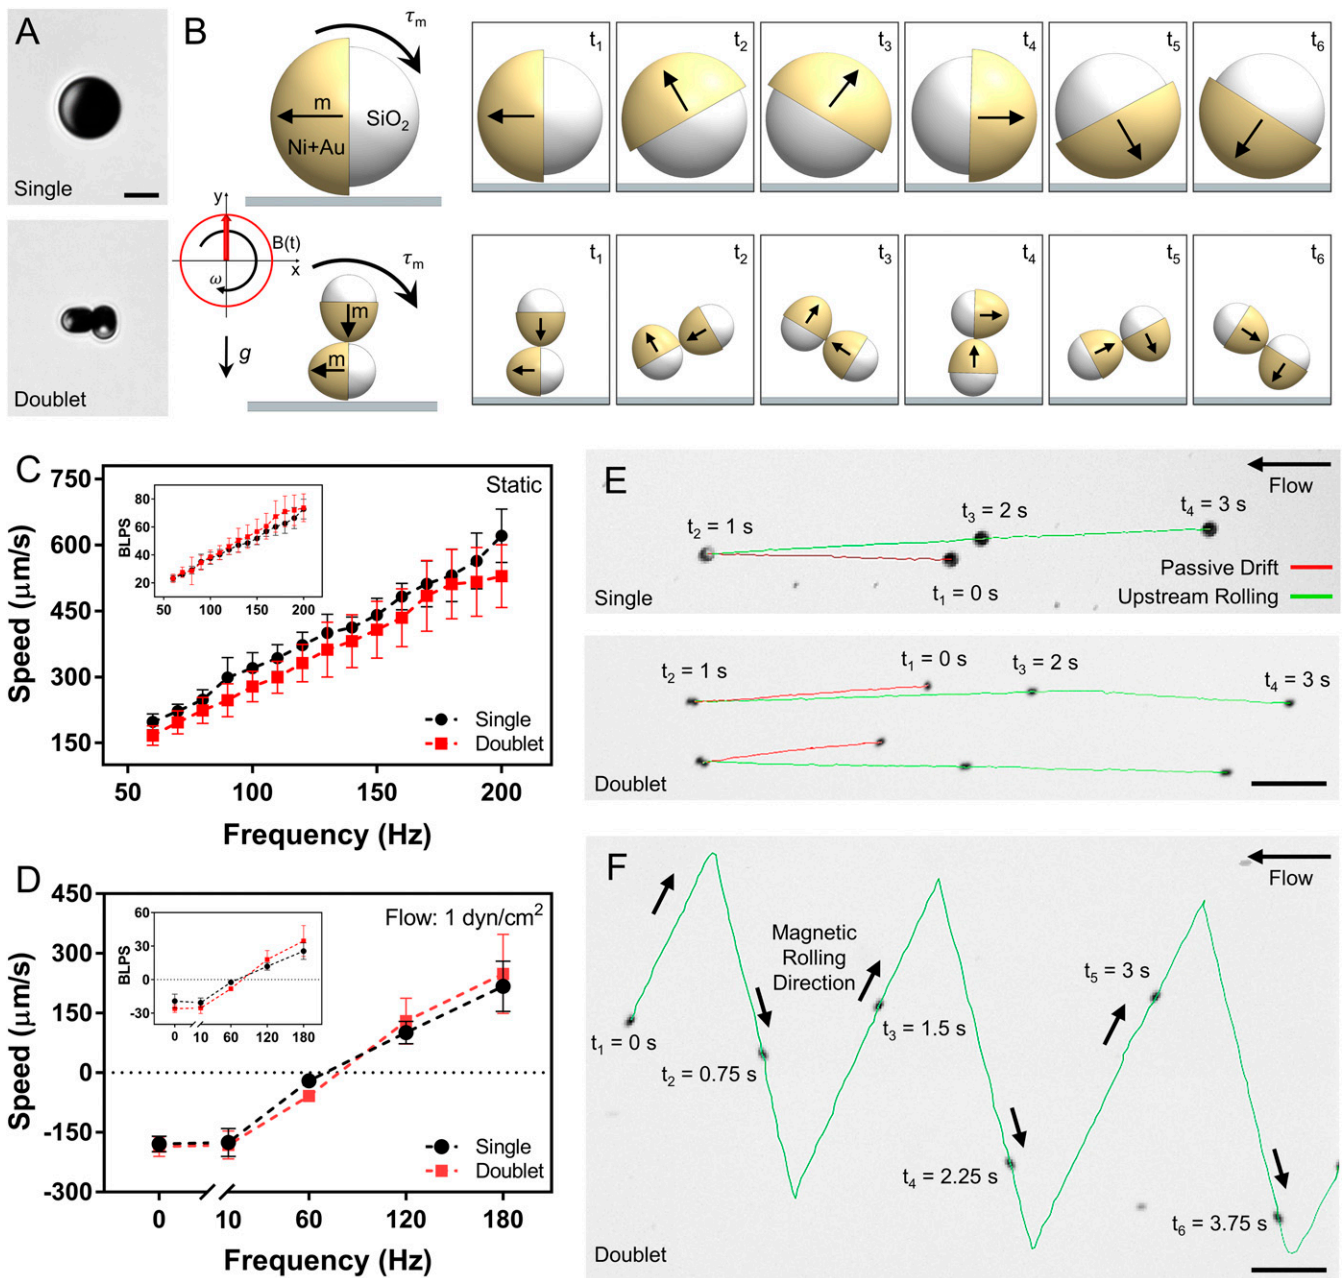 A
Single
Doublet
B
τm
m
SiO2
Ni+Au
y
B(t)
x
ω
g
τm
m
m
t1
t2
t3
t4
t5
t6
t1
t2
t3
t4
t5
t6
C
Static
Speed (μm/s)
750
600
450
300
150
50
100
150
200
Frequency (Hz)
Single
Doublet
BLPS
80
60
40
20
50
100
150
200
D
Flow: 1 dyn/cm2
Speed (μm/s)
450
300
150
0
-150
-300
0
10
60
120
180
Frequency (Hz)
Single
Doublet
BLPS
60
30
0
-30
0
10
60
120
180
E
Flow
t2 = 1 s
t3 = 2 s
t4 = 3 s
t1 = 0 s
Passive Drift
Upstream Rolling
Single
t2 = 1 s
t1 = 0 s
t3 = 2 s
t4 = 3 s
Doublet
F
Flow
Magnetic
Rolling
Direction
t1 = 0 s
t2 = 0.75 s
t3 = 1.5 s
t4 = 2.25 s
t5 = 3 s
t6 = 3.75 s
Doublet